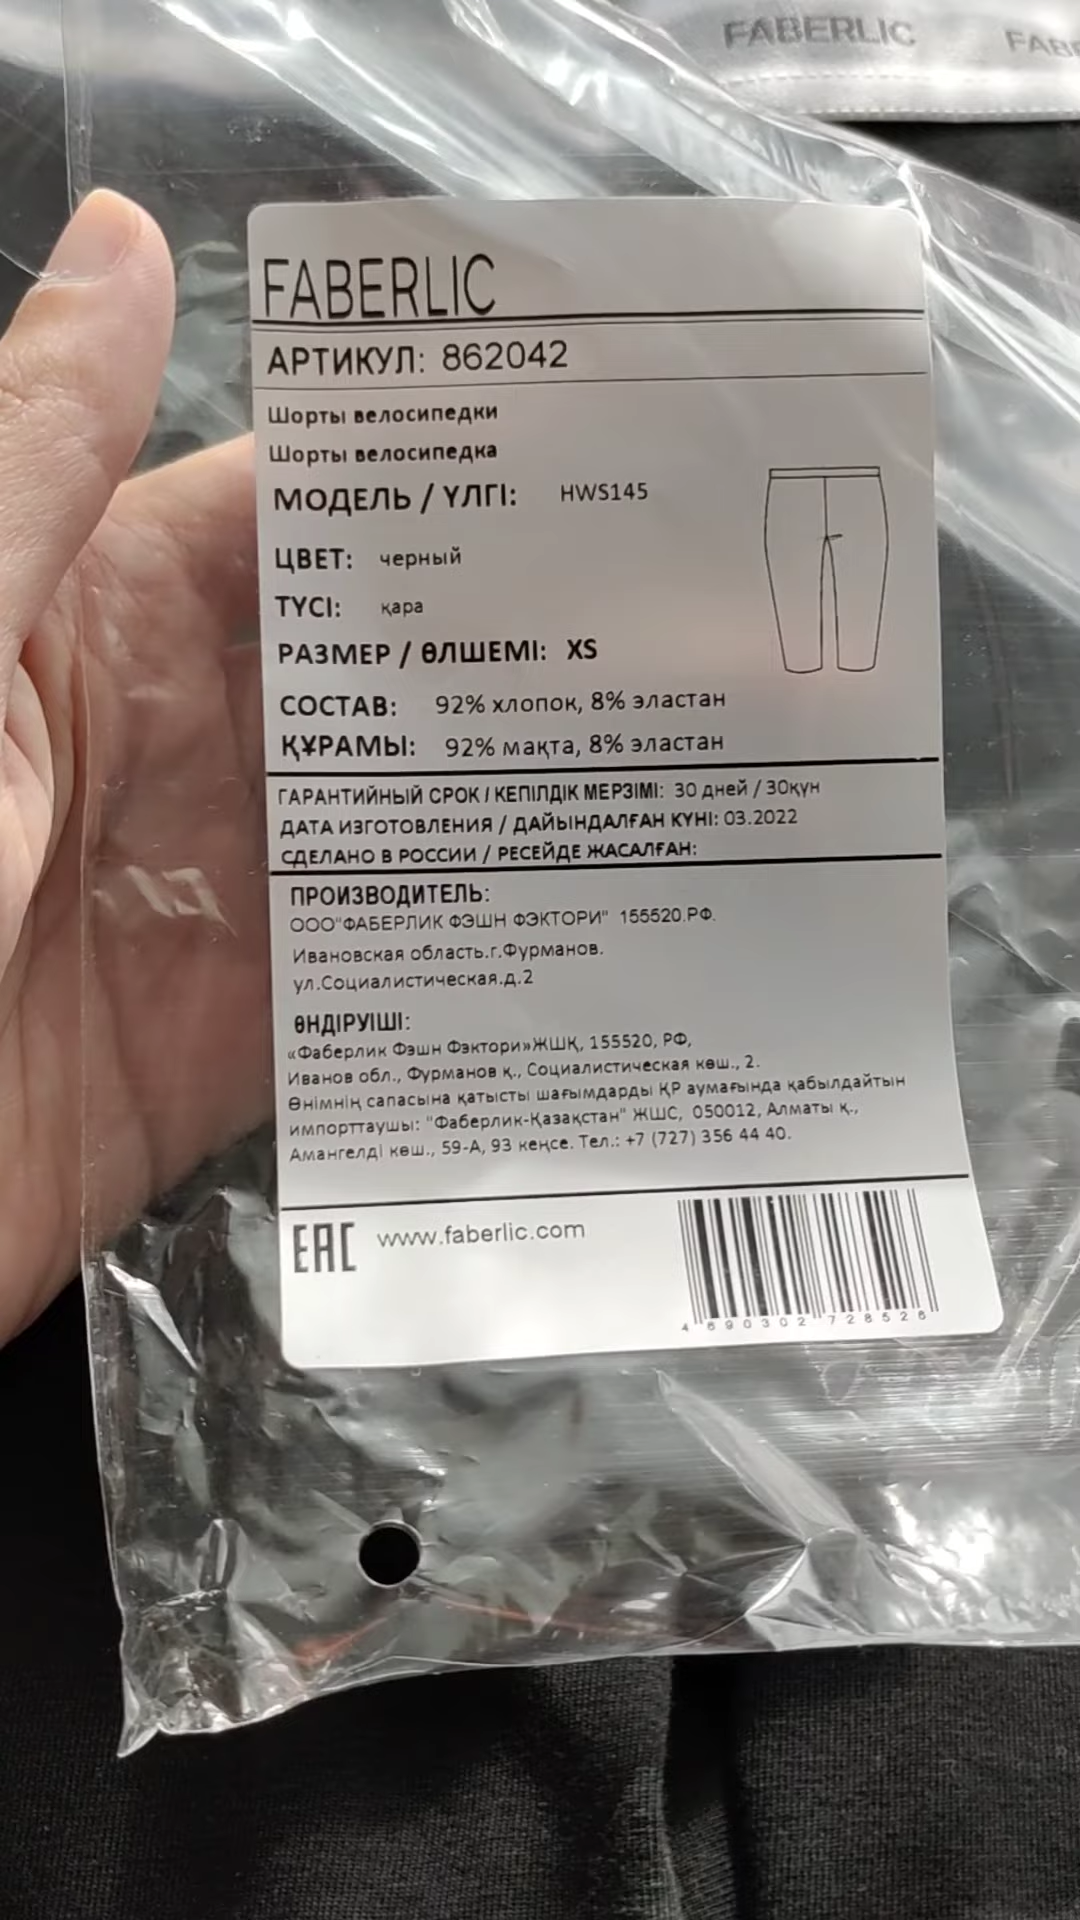 FABERLIC
FABE
FABERLIC
АРТИКУЛ: 862042
Шорты велосипедки
Шорты велосипедка
МОДЕЛЬ / ҮЛГІ: HWS145
ЦВЕТ: черный
ТҮСІ: қара
РАЗМЕР / ӨЛШЕМІ: XS
СОСТАВ: 92% хлопок, 8% эластан
ҚҰРАМЫ: 92% мақта, 8% эластан
ГАРАНТИЙНЫЙ СРОК / КЕПІЛДІК МЕРЗІМІ: 30 дней / 30күн
ДАТА ИЗГОТОВЛЕНИЯ / ДАЙЫНДАЛҒАН КҮНІ: 03.2022
СДЕЛАНО В РОССИИ / РЕСЕЙДЕ ЖАСАЛҒАН:
ПРОИЗВОДИТЕЛЬ:
ООО"ФАБЕРЛИК ФЭШН ФЭКТОРИ" 155520.РФ.
Ивановская область.г.Фурманов.
ул.Социалистическая.д.2
ӨНДІРУІШІ:
«Фаберлик Фэшн Фэктори»ЖШҚ, 155520, РФ,
Иванов обл., Фурманов қ., Социалистическая көш., 2.
Өнімнің сапасына қатысты шағымдарды ҚР аумағында қабылдайтын
импорттаушы: "Фаберлик-Қазақстан" ЖШС, 050012, Алматы қ.,
Амангелді көш., 59-А, 93 кеңсе. Тел.: +7 (727) 356 44 40.
EAC www.faberlic.com
4 690302 728526